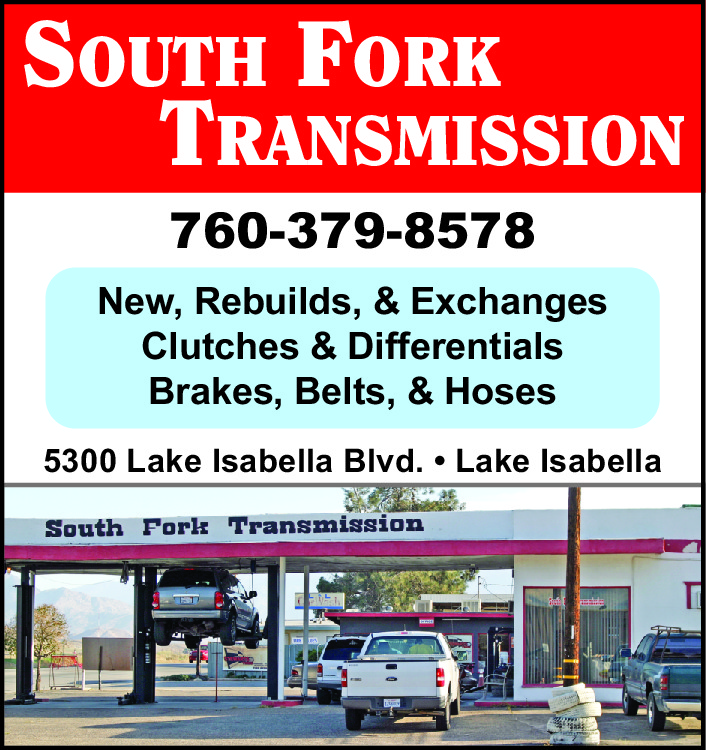 SOUTH FORK
TRANSMISSION
760-379-8578
New, Rebuilds, & Exchanges
Clutches & Differentials
Brakes, Belts, & Hoses
5300 Lake Isabella Blvd. • Lake Isabella
South Fork Transmission